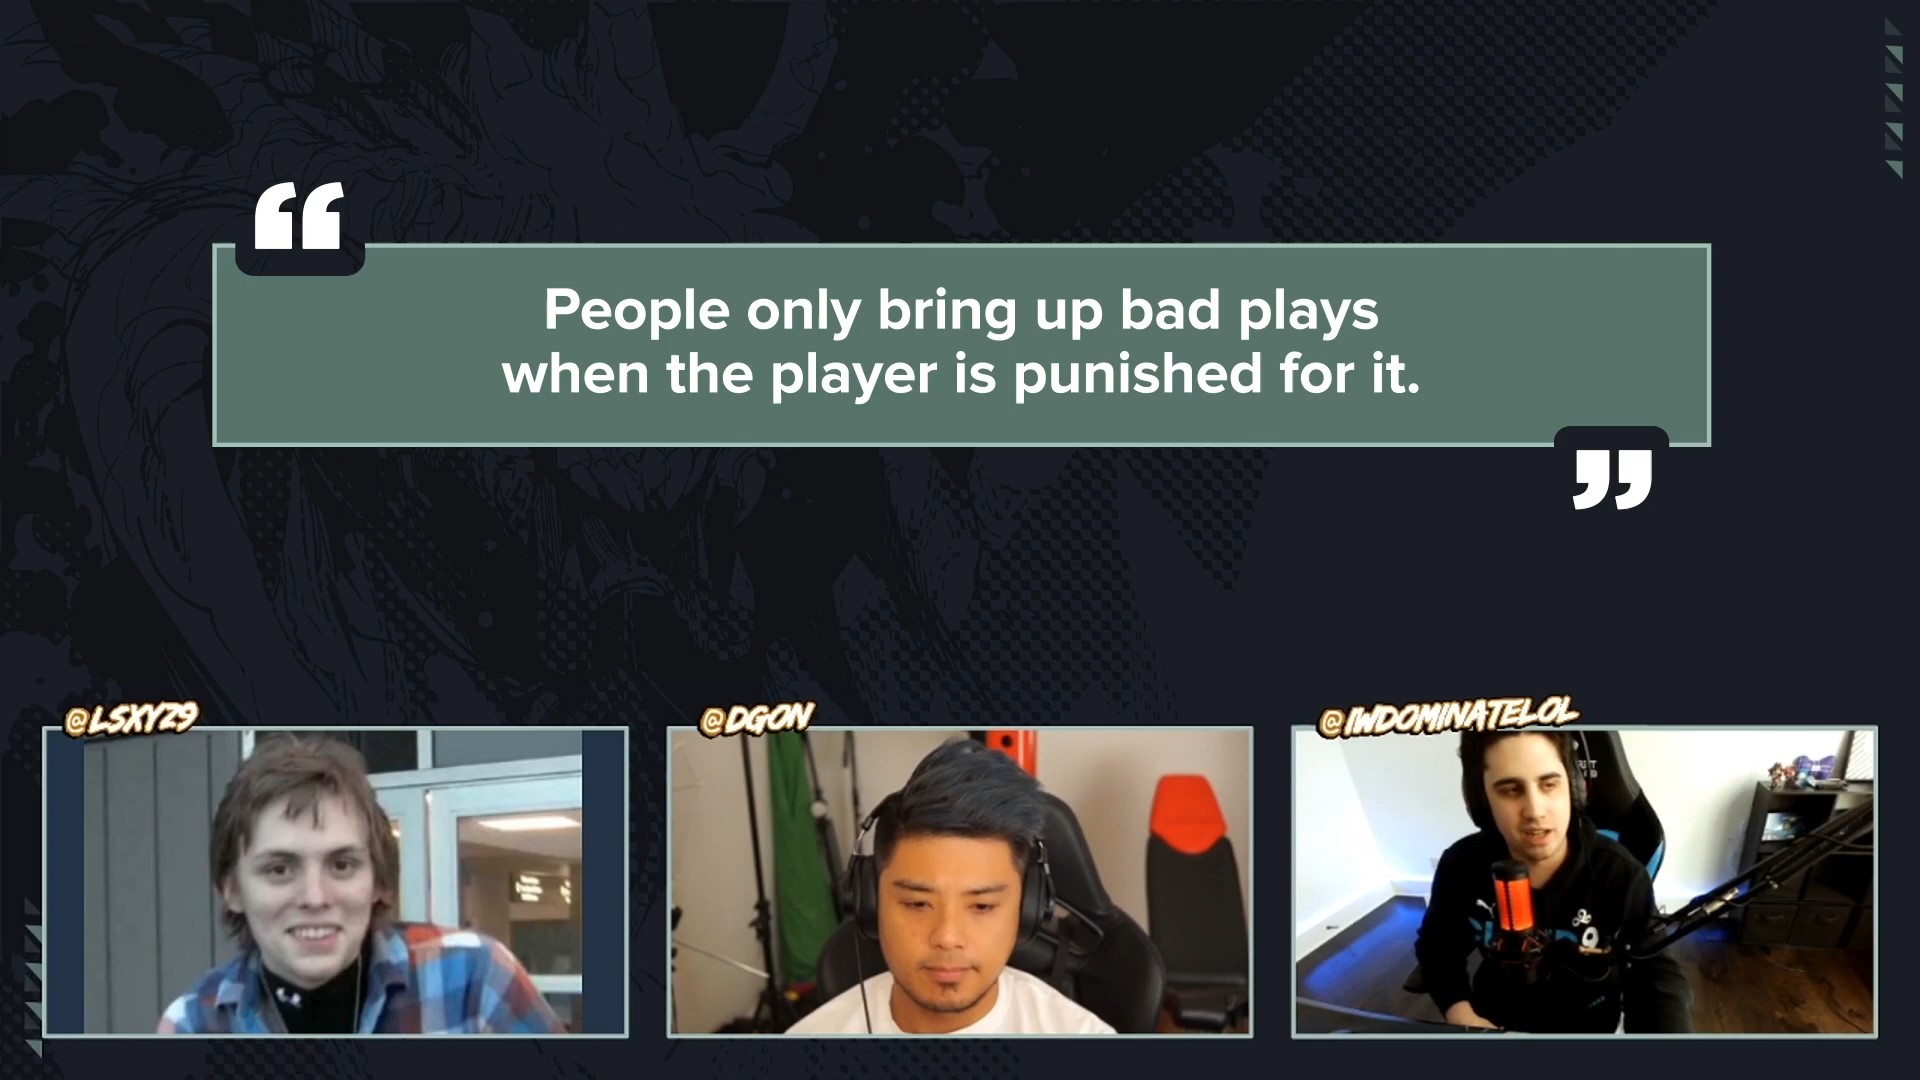 “
People only bring up bad plays
when the player is punished for it.
”
@LSXYZ9
@DGON
@IWDOMINATELOL